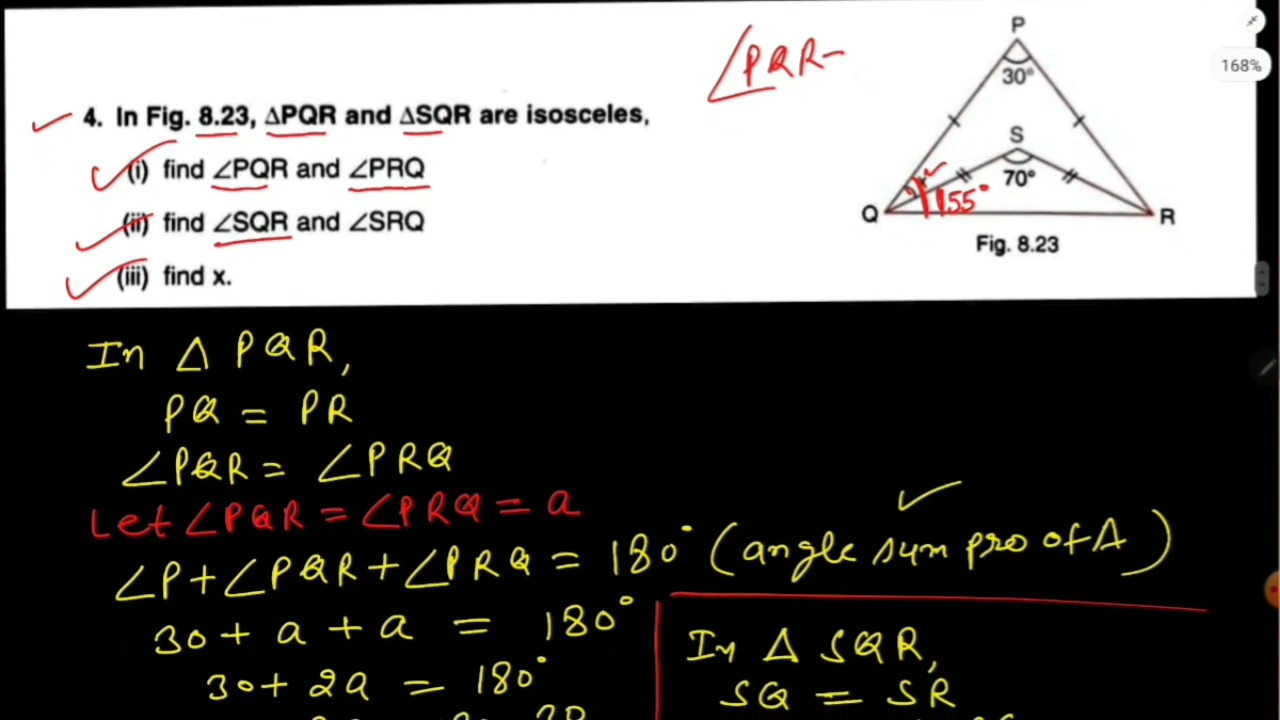 168%
∠PQR-
4. In Fig. 8.23, ΔPQR and ΔSQR are isosceles,
(i) find ∠PQR and ∠PRQ
(ii) find ∠SQR and ∠SRQ
(iii) find x.
P
30°
S
70°
x
55°
Q
R
Fig. 8.23
In Δ PQR,
PQ = PR
∠PQR = ∠PRQ
Let ∠PQR = ∠PRQ = a
∠P+∠PQR+∠PRQ = 180° (angle sum pro of Δ)
30+ a + a = 180°
30+ 2a = 180°
In Δ SQR,
SQ = SR